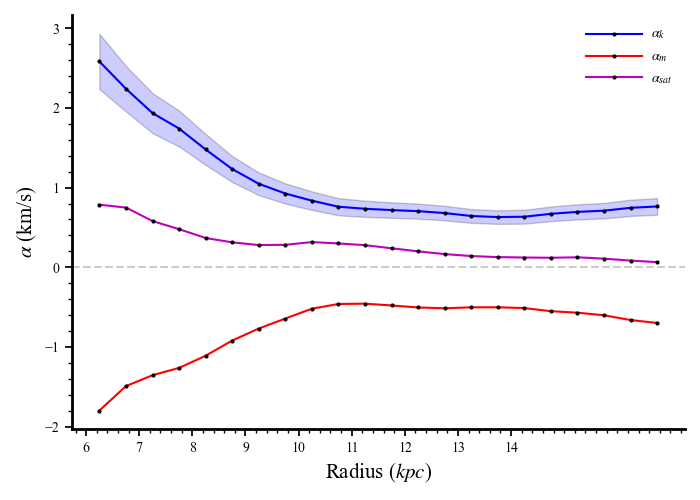 α_k
α_m
α_sat
3
2
1
0
−1
−2
α (km/s)
6 7 8 9 10 11 12 13 14
Radius (kpc)